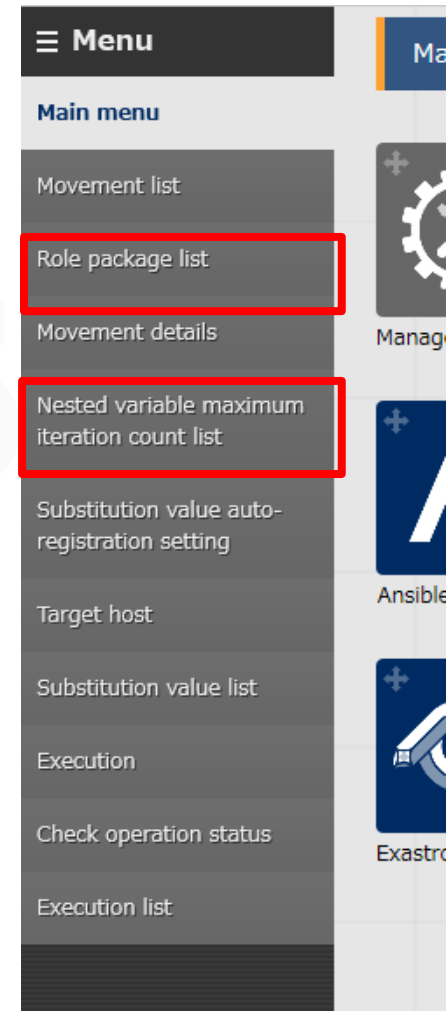 ☰ Menu
Ma
Main menu
Movement list
Role package list
Movement details
Manag
Nested variable maximum
iteration count list
Substitution value auto-
registration setting
Ansible
Target host
Substitution value list
Execution
Check operation status
Exastro
Execution list